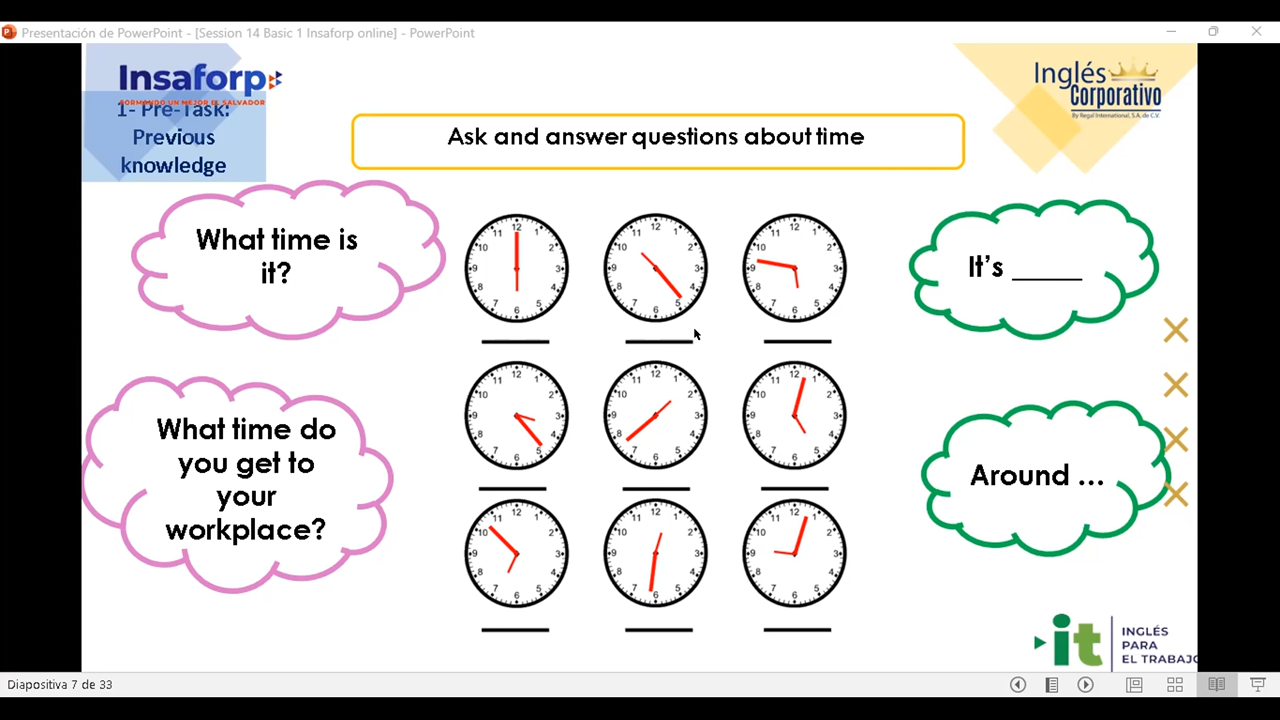 Presentación de PowerPoint - [Session 14 Basic 1 Insaforp online] - PowerPoint
Insaforp
FORMANDO UN MEJOR EL SALVADOR
1- Pre-Task:
Previous
knowledge
Ask and answer questions about time
Inglés
Corporativo
By Regal International, S.A. de C.V.
What time is
it?
It's _____
What time do
you get to
your
workplace?
Around ...
it
INGLÉS
PARA
EL TRABAJO
Diapositiva 7 de 33